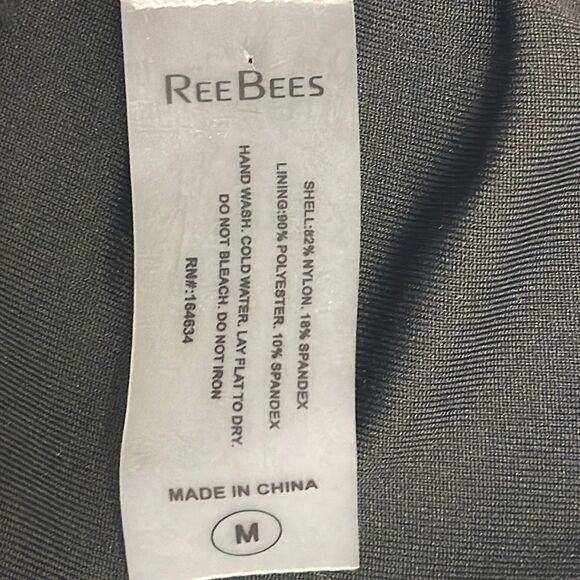 REEBEES
SHELL:82% NYLON. 18% SPANDEX
LINING:90% POLYESTER. 10% SPANDEX
HAND WASH. COLD WATER. LAY FLAT TO DRY.
DO NOT BLEACH. DO NOT IRON
RN#:164634
MADE IN CHINA
M